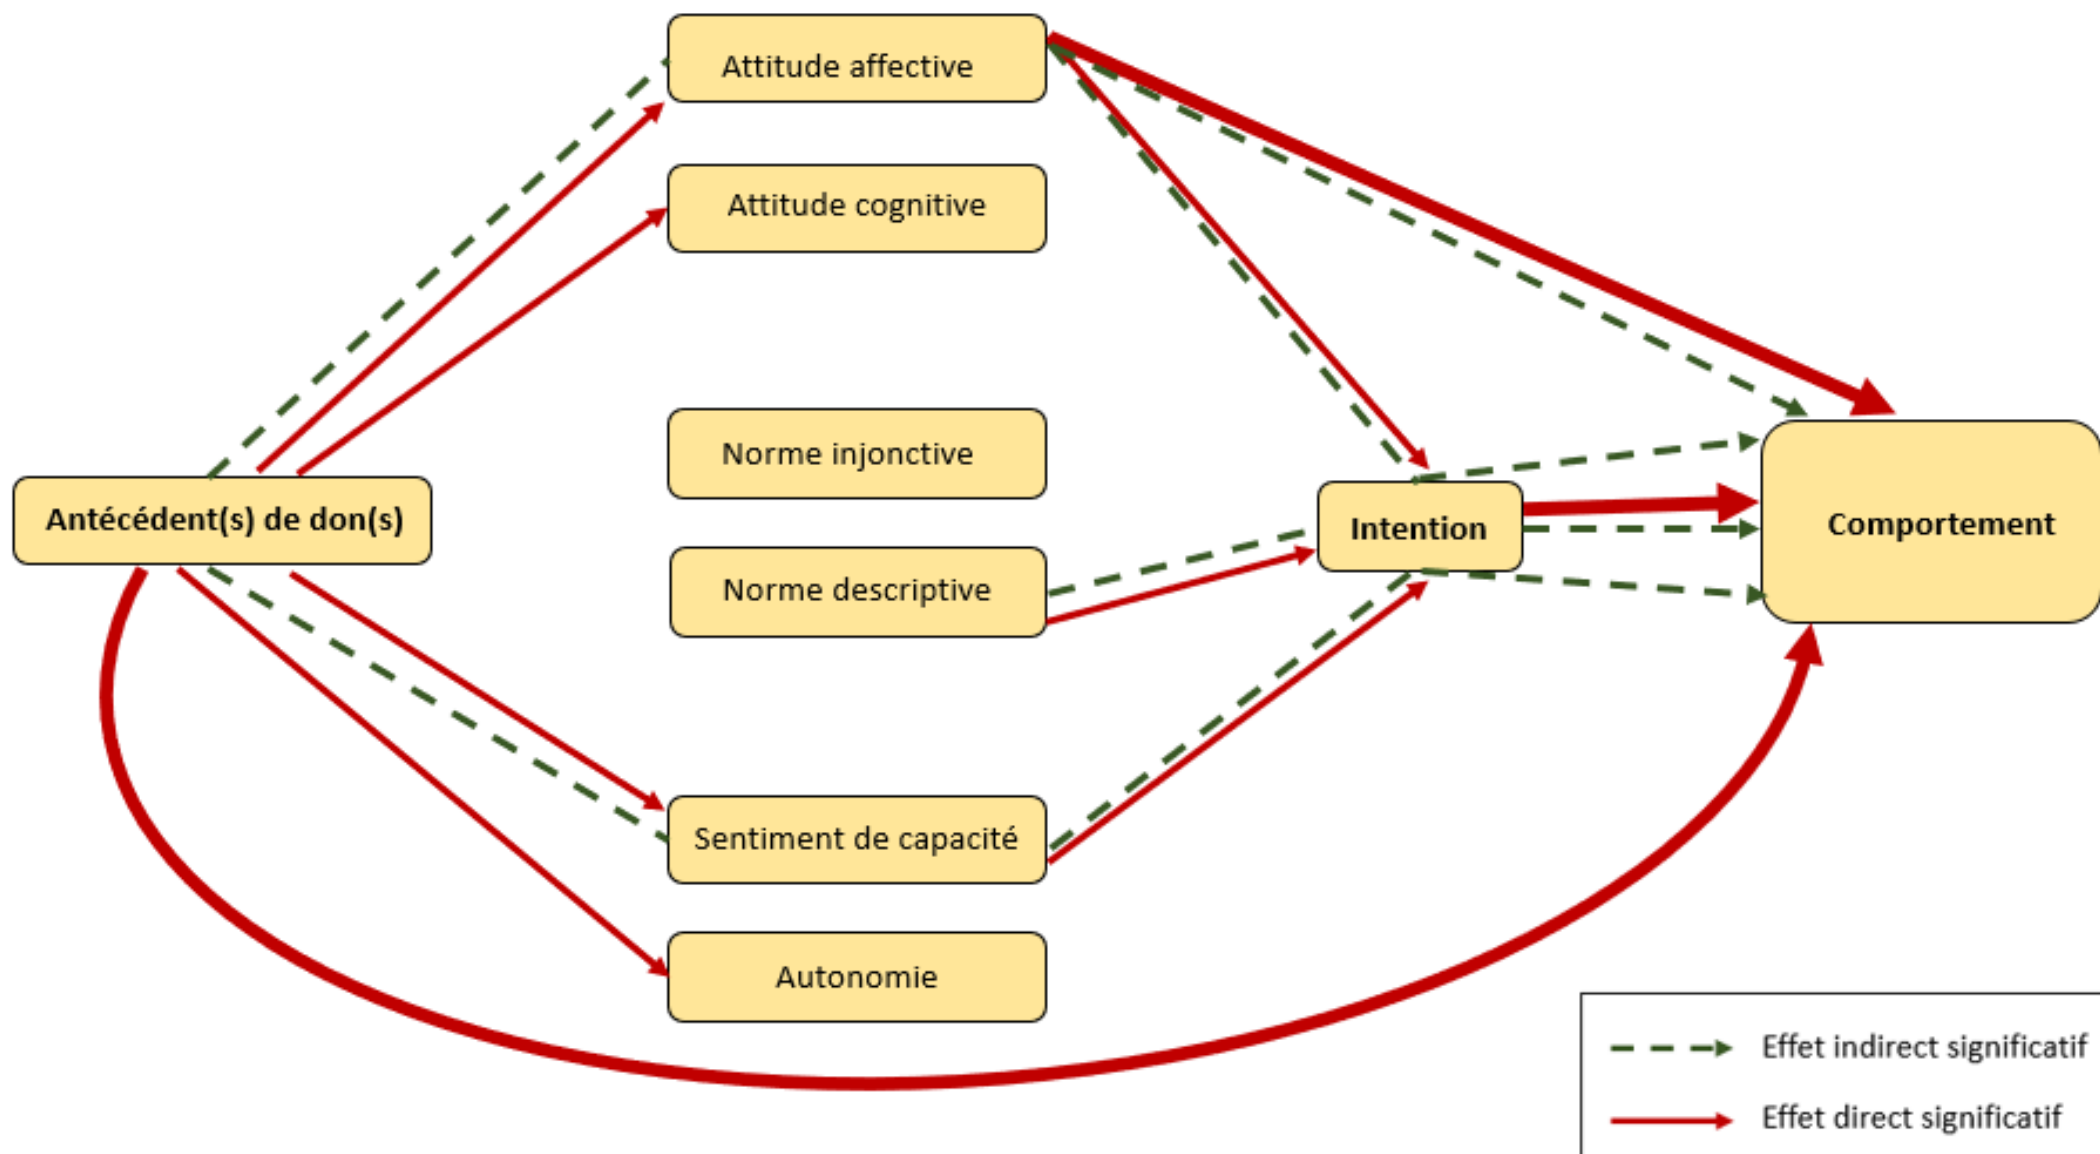 Attitude affective
Attitude cognitive
Norme injonctive
Antécédent(s) de don(s)
Intention
Comportement
Norme descriptive
Sentiment de capacité
Autonomie
Effet indirect significatif
Effet direct significatif